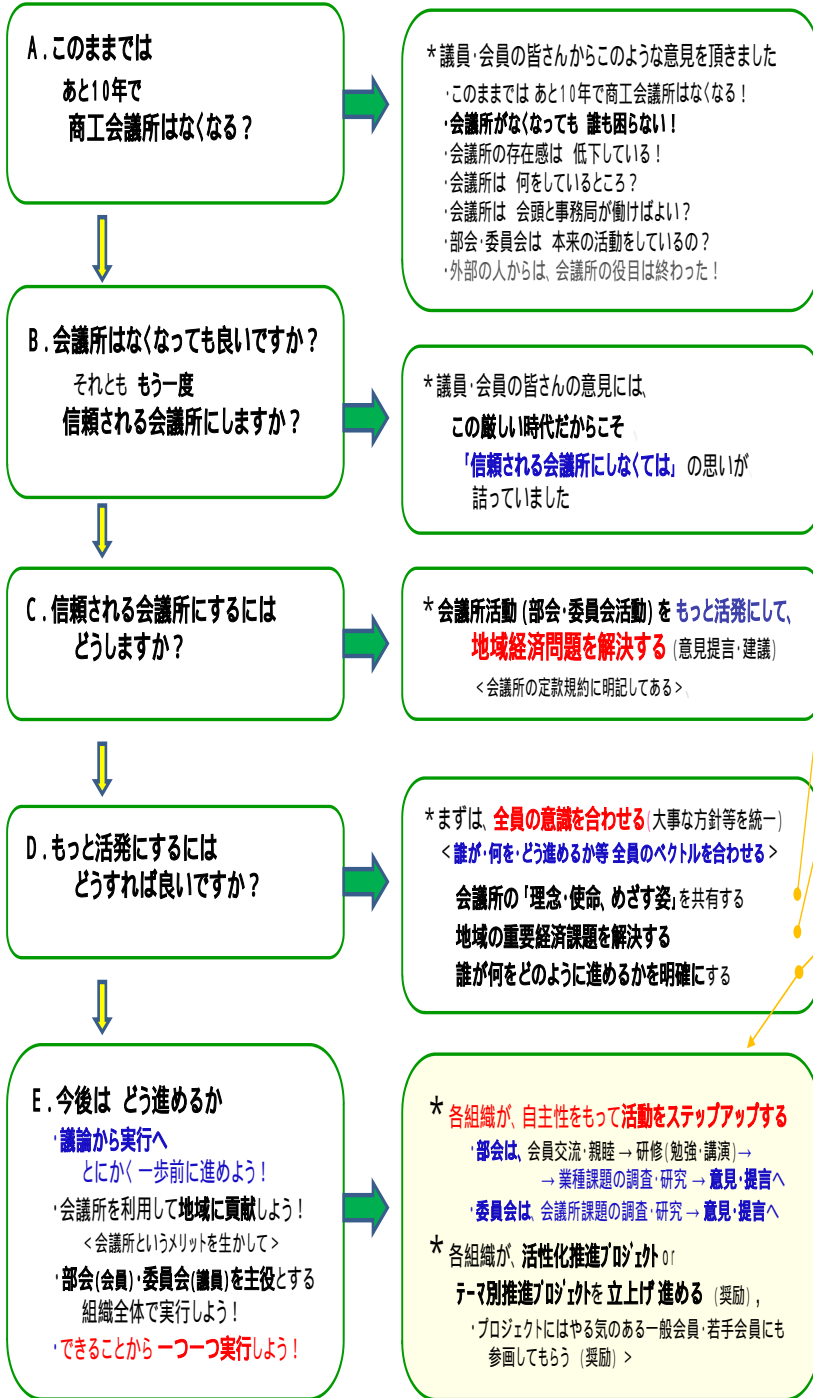 A.このままでは
あと10年で
商工会議所はなくなる?
*議員・会員の皆さんからこのような意見を頂きました
・このままでは あと10年で商工会議所はなくなる!
・会議所がなくなっても 誰も困らない!
・会議所の存在感は 低下している!
・会議所は 何をしているところ?
・会議所は 会頭と事務局が働けばよい?
・部会・委員会は 本来の活動をしているの?
・外部の人からは、会議所の役目は終わった!
B.会議所はなくなっても良いですか?
それとも もう一度
信頼される会議所にしますか?
*議員・会員の皆さんの意見には、
この厳しい時代だからこそ、
「信頼される会議所にしなくては」 の思いが
詰っていました
C.信頼される会議所にするには
どうしますか?
*会議所活動(部会・委員会活動)を もっと活発にして、
地域経済問題を解決する (意見提言・建議)
<会議所の定款規約に明記してある>、
D.もっと活発にするには
どうすれば良いですか?
*まずは、全員の意識を合わせる(大事な方針等を統一)
<誰が・何を・どう進めるか等 全員のベクトルを合わせる>
会議所の「理念・使命、めざす姿」を共有する
地域の重要経済課題を解決する
誰が何をどのように進めるかを明確にする
E.今後は どう進めるか
・議論から実行へ
とにかく 一歩前に進めよう!
・会議所を利用して地域に貢献しよう!
<会議所というメリットを生かして>
・部会(会員)・委員会(議員)を主役とする
組織全体で実行しよう!
・できることから 一つ一つ実行しよう!
*各組織が、自主性をもって活動をステップアップする
・部会は、会員交流・親睦→研修(勉強・講演)→
→業種課題の調査・研究→意見・提言へ
・委員会は、会議所課題の調査・研究→意見・提言へ
*各組織が、活性化推進プロジェクトor
テーマ別推進プロジェクトを立上げ 進める (奨励),
・プロジェクトにはやる気のある一般会員・若手会員にも
参画してもらう (奨励) >